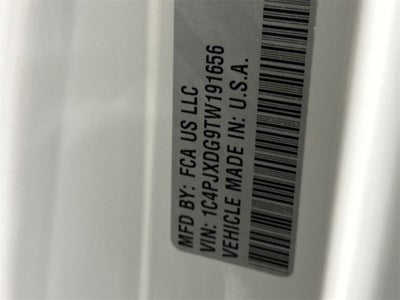 MFD BY: FCA US LLC
VIN: 1C4PJXDG9TW191656
VEHICLE MADE IN: U.S.A.